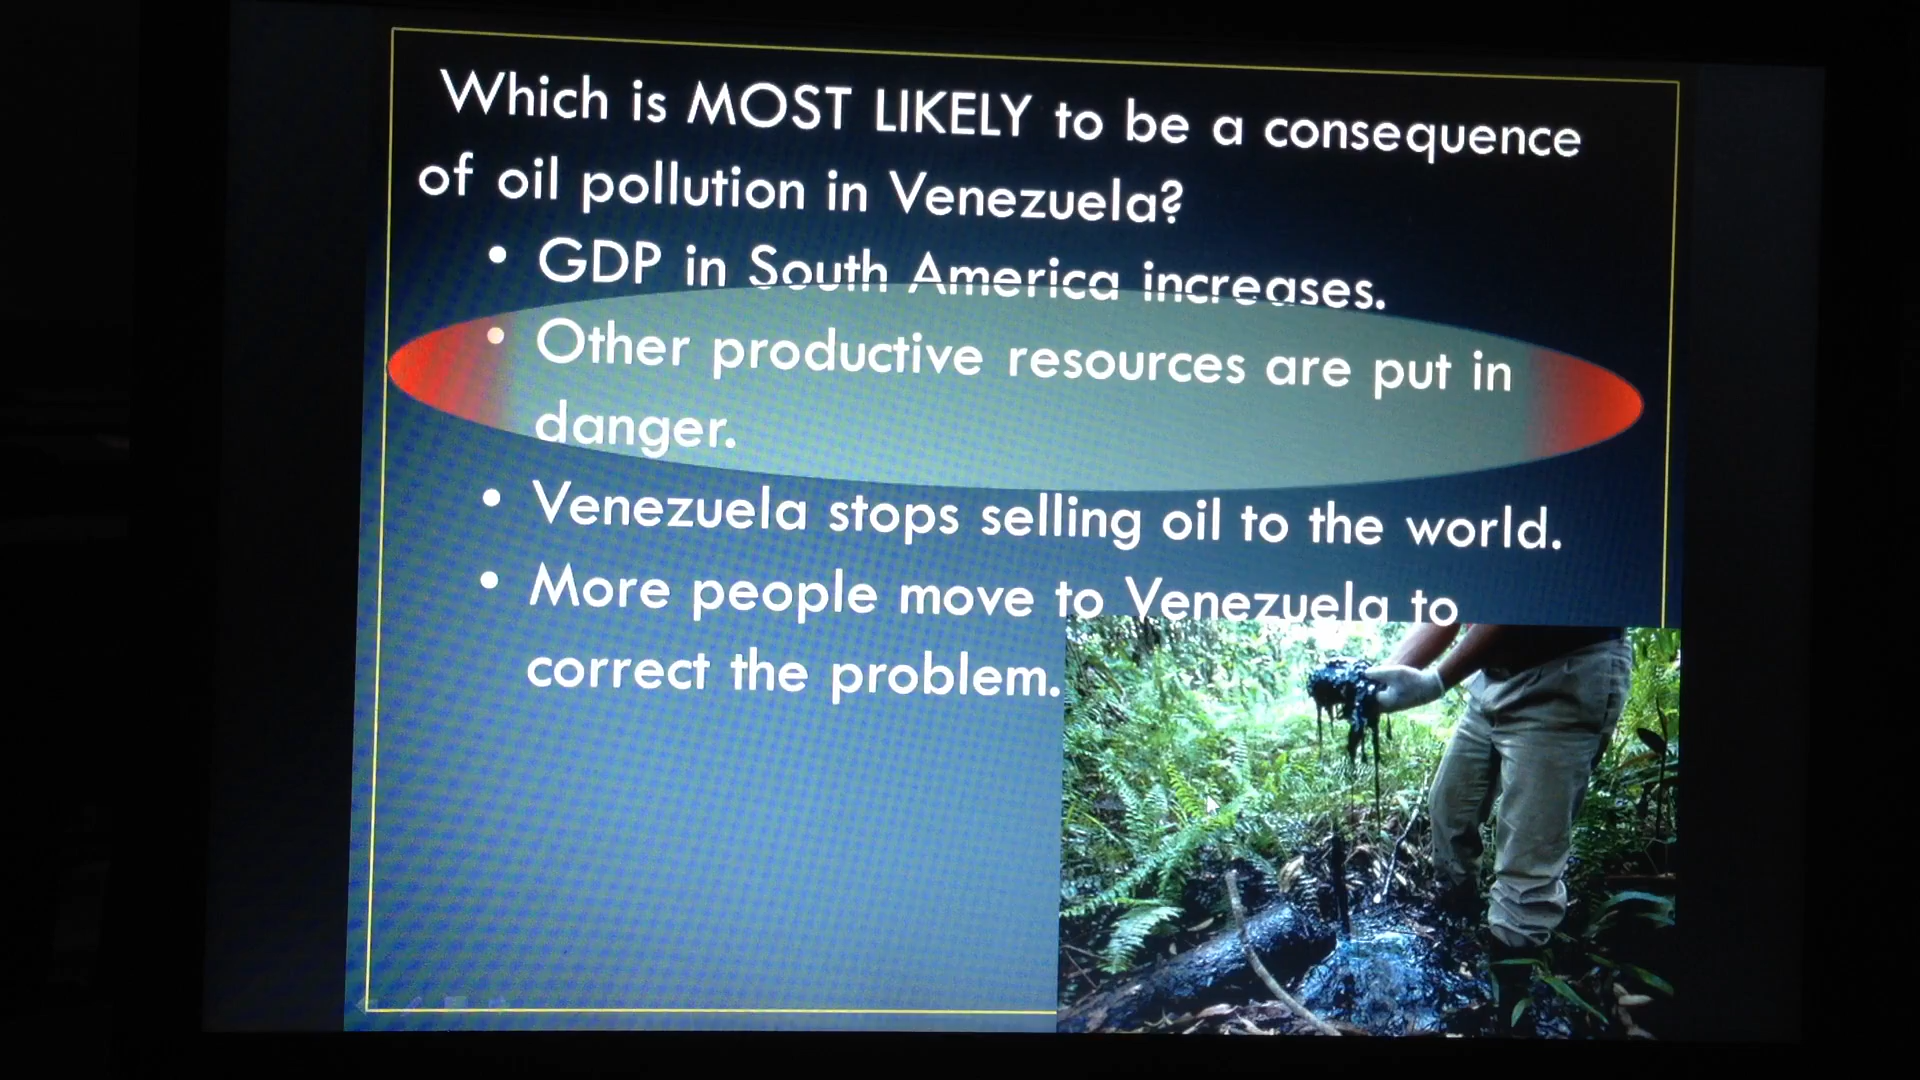 Which is MOST LIKELY to be a consequence
of oil pollution in Venezuela?
• GDP in South America increases.
• Other productive resources are put in
danger.
• Venezuela stops selling oil to the world.
• More people move to Venezuela to
correct the problem.